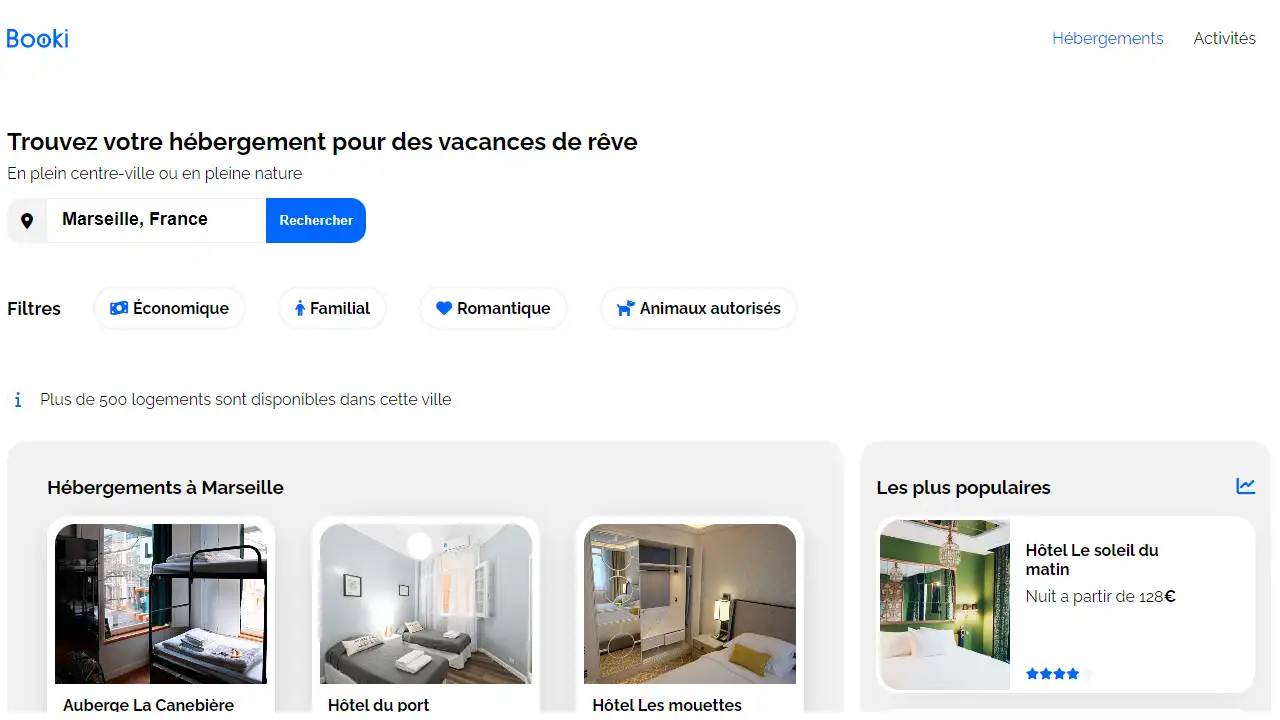 Booki
Hébergements
Activités
Trouvez votre hébergement pour des vacances de rêve
En plein centre-ville ou en pleine nature
Marseille, France
Rechercher
Filtres
Économique
Familial
Romantique
Animaux autorisés
Plus de 500 logements sont disponibles dans cette ville
Hébergements à Marseille
Auberge La Canebière
Hôtel du port
Hôtel Les mouettes
Les plus populaires
Hôtel Le soleil du
matin
Nuit a partir de 128€